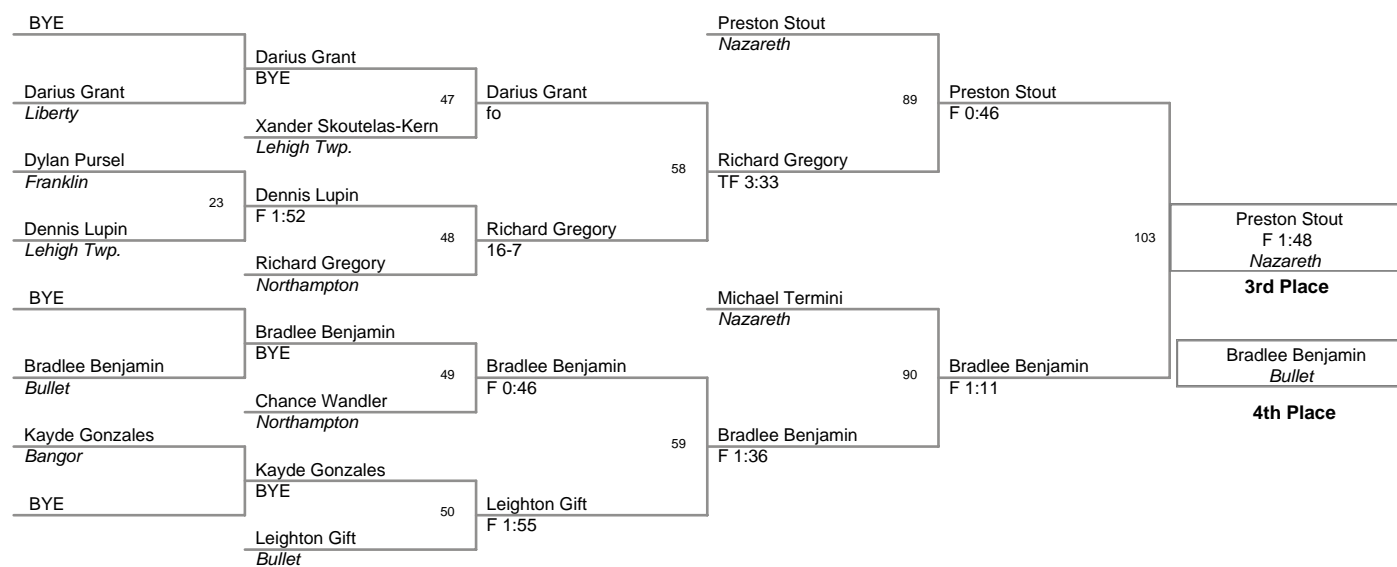 BYE
Darius Grant
Liberty
Dylan Pursel
Franklin
23
Dennis Lupin
Lehigh Twp.
BYE
Bradlee Benjamin
Bullet
Kayde Gonzales
Bangor
BYE
Darius Grant
BYE
47
Xander Skoutelas-Kern
Lehigh Twp.
Dennis Lupin
F 1:52
48
Richard Gregory
Northampton
Bradlee Benjamin
BYE
49
Chance Wandler
Northampton
Kayde Gonzales
BYE
50
Leighton Gift
Bullet
Darius Grant
fo
58
Richard Gregory
16-7
Bradlee Benjamin
F 0:46
59
Leighton Gift
F 1:55
Preston Stout
Nazareth
89
Richard Gregory
TF 3:33
Michael Termini
Nazareth
90
Bradlee Benjamin
F 1:36
Preston Stout
F 0:46
103
Bradlee Benjamin
F 1:11
Preston Stout
F 1:48
Nazareth
3rd Place
Bradlee Benjamin
Bullet
4th Place